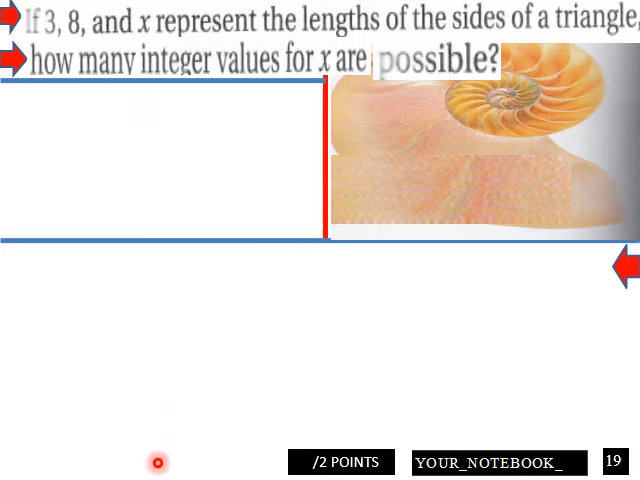 If 3, 8, and x represent the lengths of the sides of a triangle,
how many integer values for x are possible?
/2 POINTS
YOUR_NOTEBOOK_
19